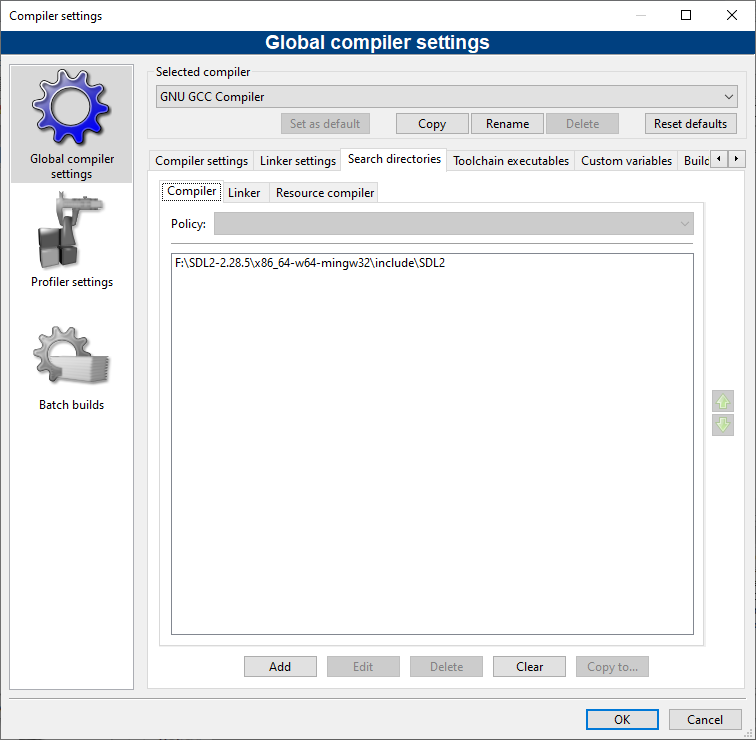 Compiler settings
Global compiler settings
Global compiler
settings
Profiler settings
Batch builds
Selected compiler
GNU GCC Compiler
Set as default
Copy
Rename
Delete
Reset defaults
Compiler settings
Linker settings
Search directories
Toolchain executables
Custom variables
Builc
Compiler
Linker
Resource compiler
Policy:
F:\SDL2-2.28.5\x86_64-w64-mingw32\include\SDL2
Add
Edit
Delete
Clear
Copy to...
OK
Cancel